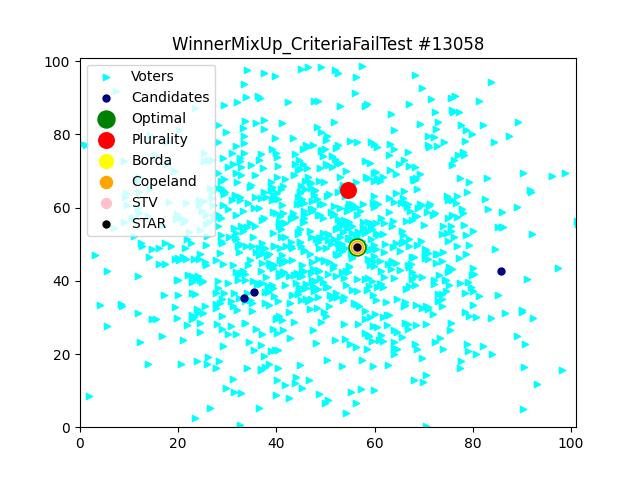 WinnerMixUp_CriteriaFailTest #13058
Voters
Candidates
Optimal
Plurality
Borda
Copeland
STV
STAR
100
80
60
40
20
0
0 20 40 60 80 100